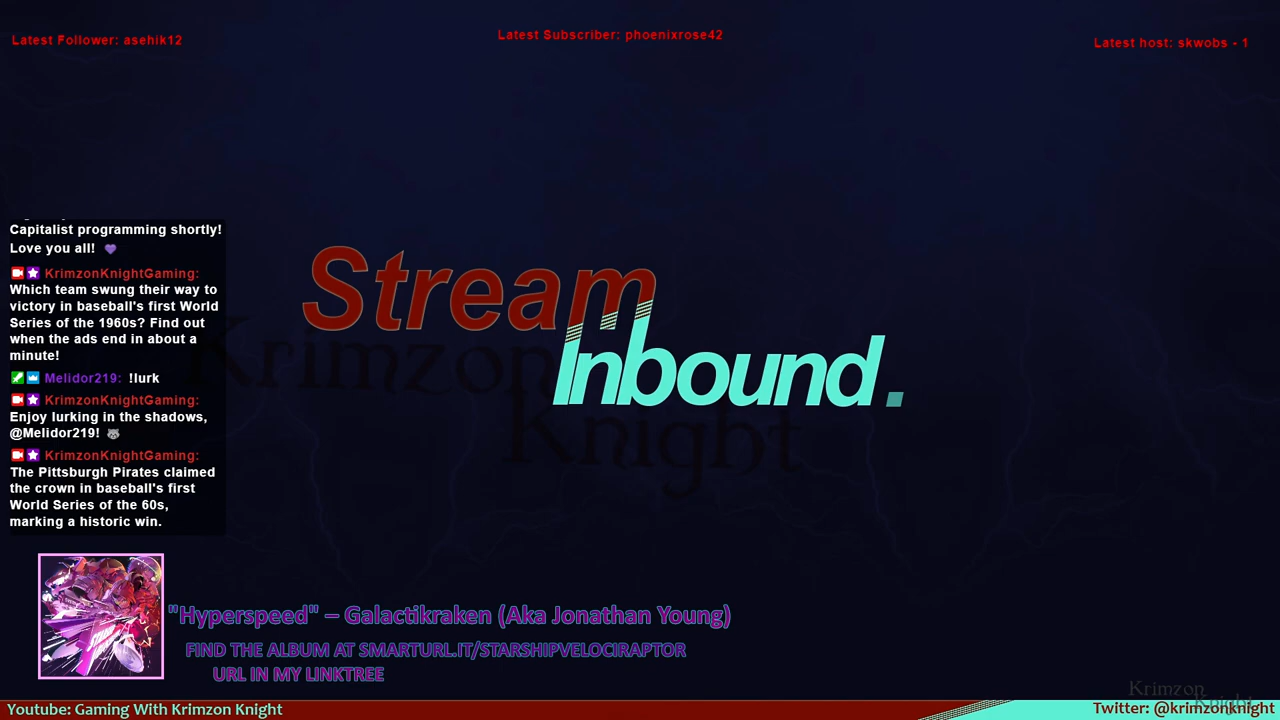 Latest Follower: asehik12
Latest Subscriber: phoenixrose42
Latest host: skwobs - 1
Stream
Inbound.
Krimzon
Knight
Capitalist programming shortly!
Love you all! 💜
KrimzonKnightGaming:
Which team swung their way to
victory in baseball's first World
Series of the 1960s? Find out
when the ads end in about a
minute!
Melidor219: !lurk
KrimzonKnightGaming:
Enjoy lurking in the shadows,
@Melidor219! 🦝
KrimzonKnightGaming:
The Pittsburgh Pirates claimed
the crown in baseball's first
World Series of the 60s,
marking a historic win.
"Hyperspeed" – Galactikraken (Aka Jonathan Young)
FIND THE ALBUM AT SMARTURL.IT/STARSHIPVELOCIRAPTOR
URL IN MY LINKTREE
Krimzon
Knight
Youtube: Gaming With Krimzon Knight
Twitter: @krimzonknight